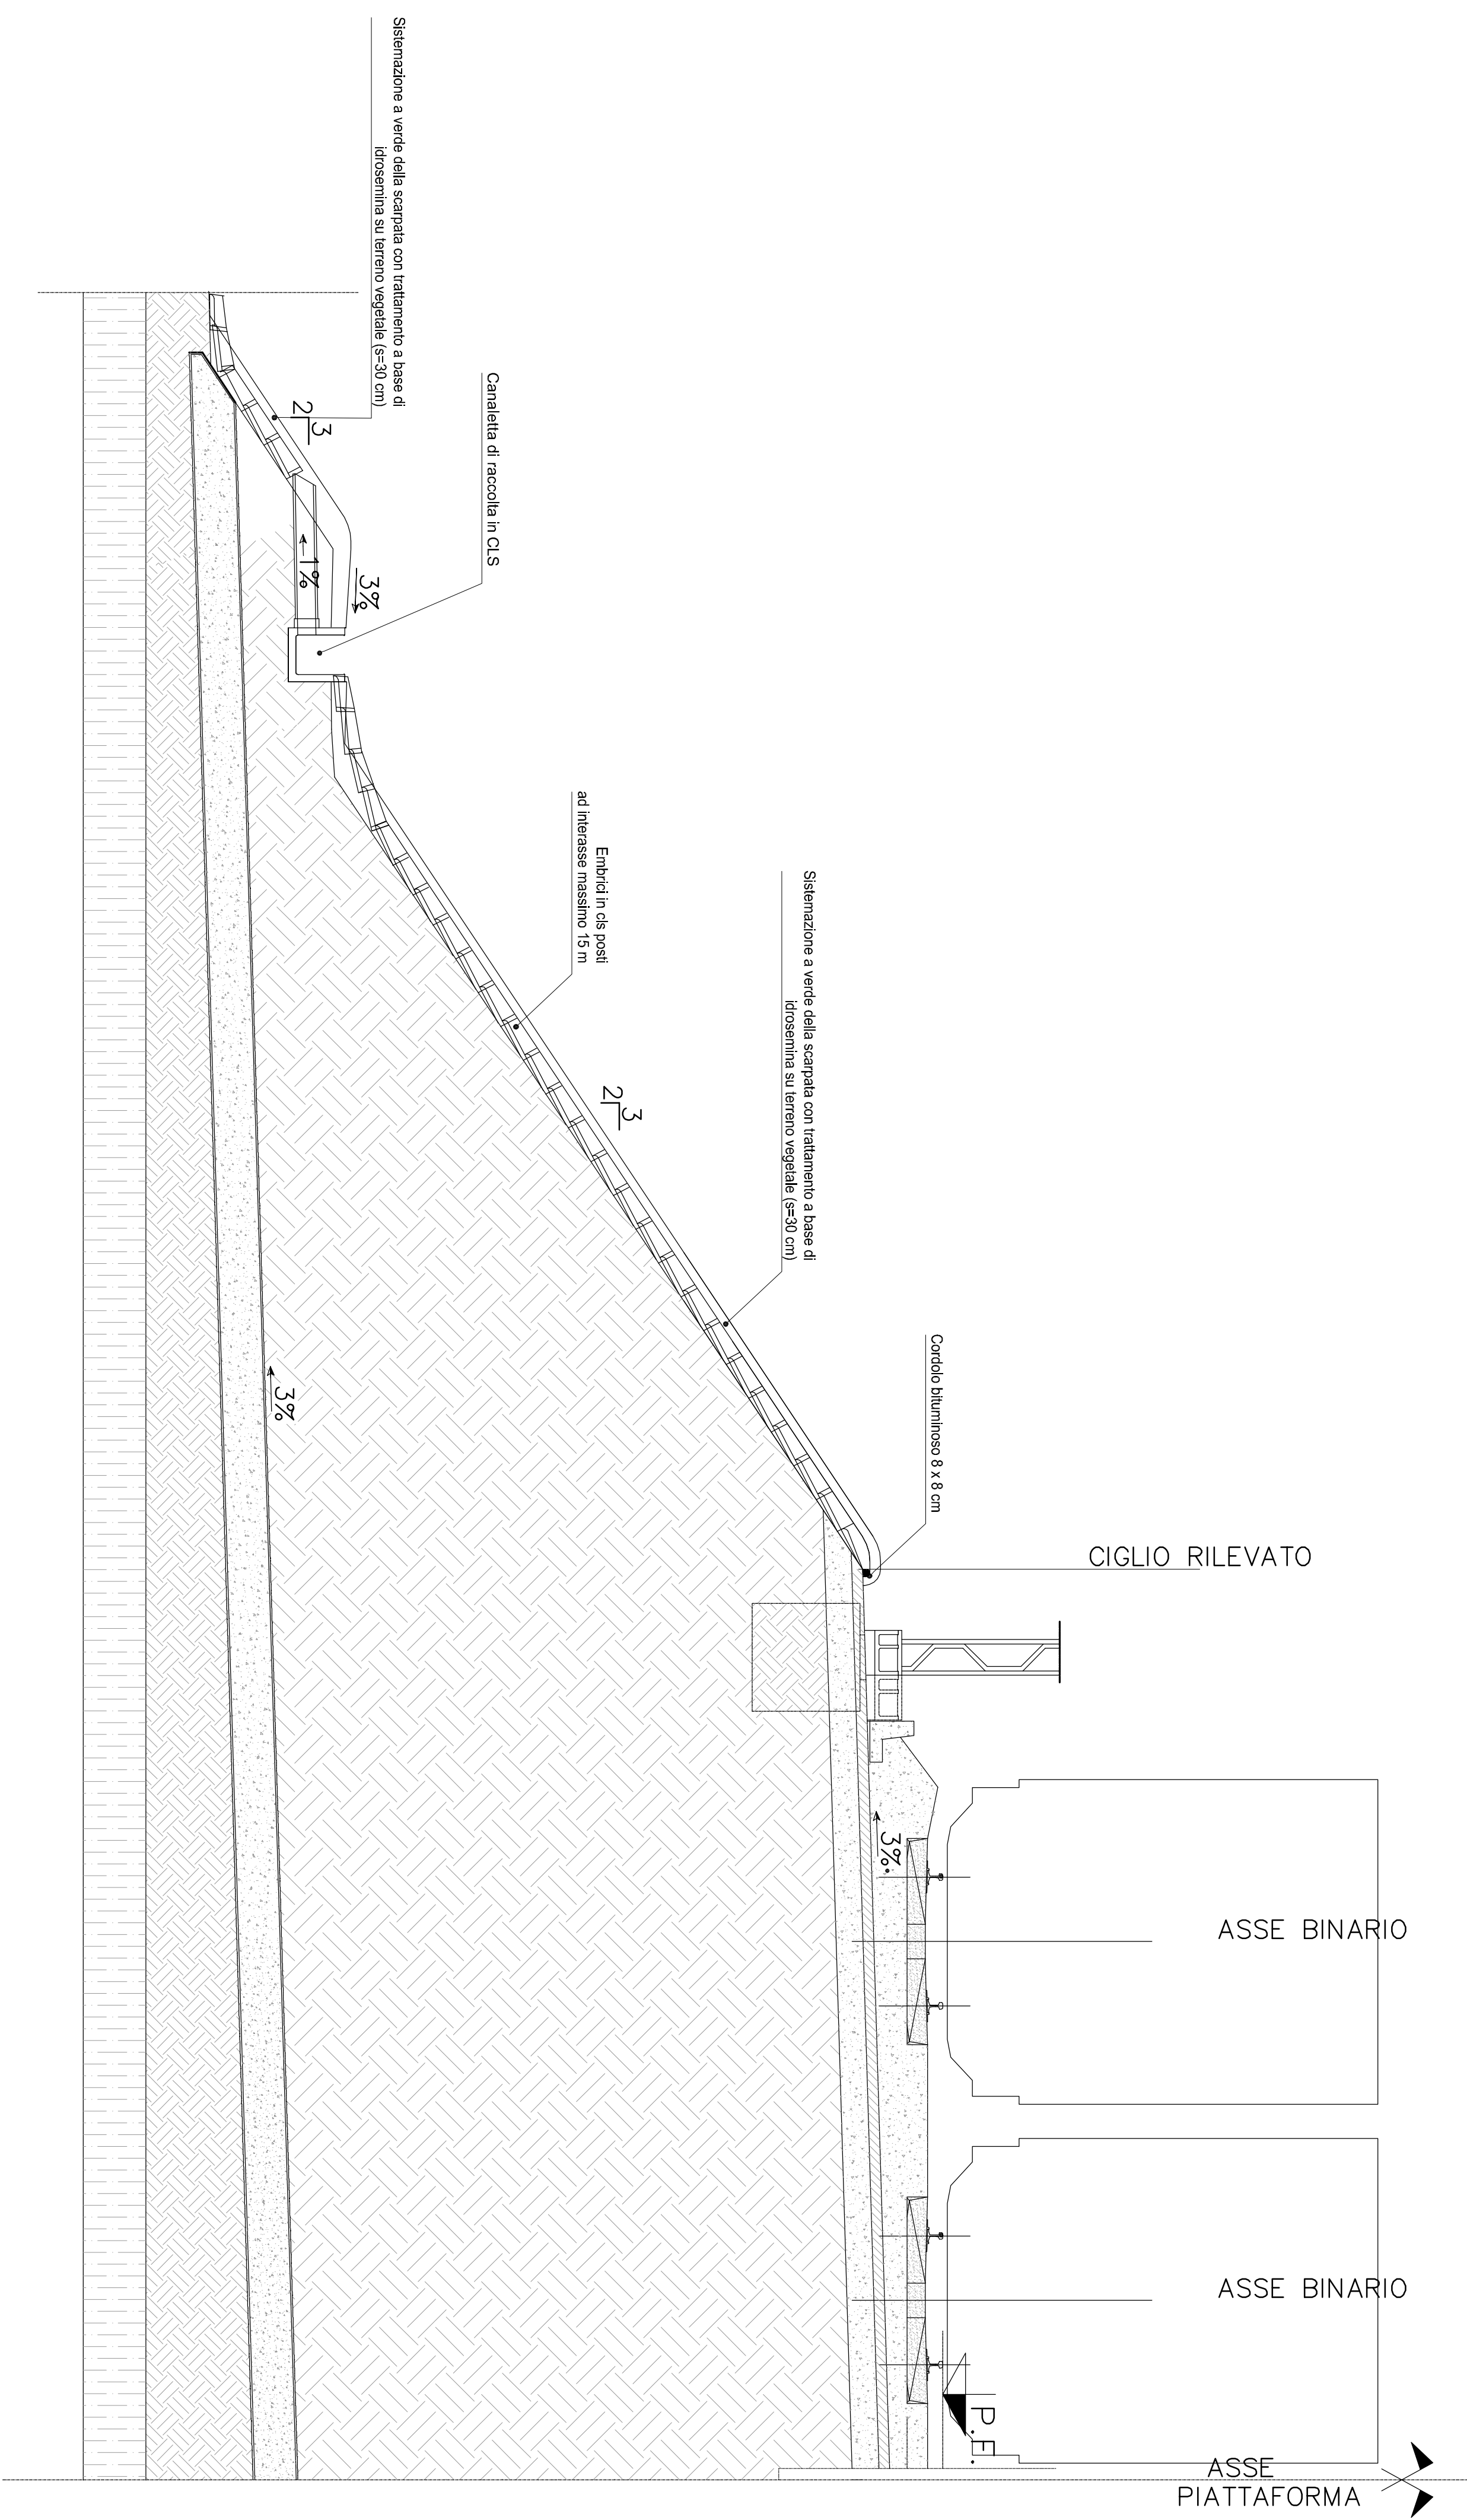 Sistemazione a verde della scarpata con trattamento a base di
idrosemina su terreno vegetale (s=30 cm)
Canaletta di raccolta in CLS
3
2
1%
3%
Embrici in cls posti
ad interasse massimo 15 m
Sistemazione a verde della scarpata con trattamento a base di
idrosemina su terreno vegetale (s=30 cm)
3
2
Cordolo bituminoso 8 x 8 cm
3%
CIGLIO RILEVATO
3%
ASSE BINARIO
ASSE BINARIO
P.F.
ASSE
PIATTAFORMA